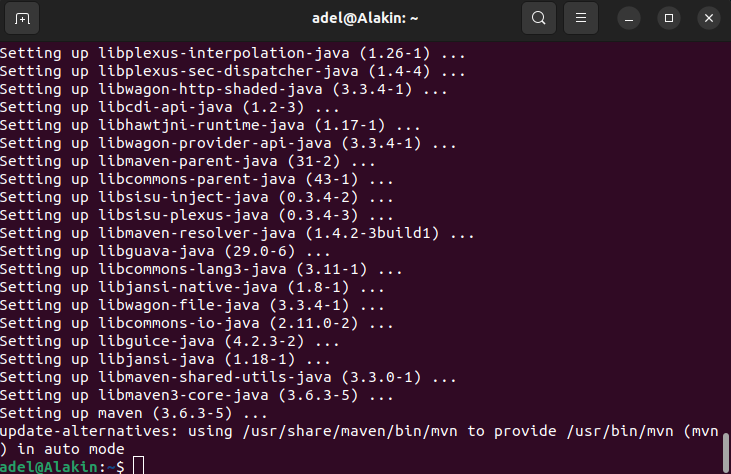 adel@Alakin: ~
Setting up libplexus-interpolation-java (1.26-1) ...
Setting up libplexus-sec-dispatcher-java (1.4-4) ...
Setting up libwagon-http-shaded-java (3.3.4-1) ...
Setting up libcdi-api-java (1.2-3) ...
Setting up libhawtjni-runtime-java (1.17-1) ...
Setting up libwagon-provider-api-java (3.3.4-1) ...
Setting up libmaven-parent-java (31-2) ...
Setting up libcommons-parent-java (43-1) ...
Setting up libsisu-inject-java (0.3.4-2) ...
Setting up libsisu-plexus-java (0.3.4-3) ...
Setting up libmaven-resolver-java (1.4.2-3build1) ...
Setting up libguava-java (29.0-6) ...
Setting up libcommons-lang3-java (3.11-1) ...
Setting up libjansi-native-java (1.8-1) ...
Setting up libwagon-file-java (3.3.4-1) ...
Setting up libcommons-io-java (2.11.0-2) ...
Setting up libguice-java (4.2.3-2) ...
Setting up libjansi-java (1.18-1) ...
Setting up libmaven-shared-utils-java (3.3.0-1) ...
Setting up libmaven3-core-java (3.6.3-5) ...
Setting up maven (3.6.3-5) ...
update-alternatives: using /usr/share/maven/bin/mvn to provide /usr/bin/mvn (mvn
) in auto mode
adel@Alakin:~$